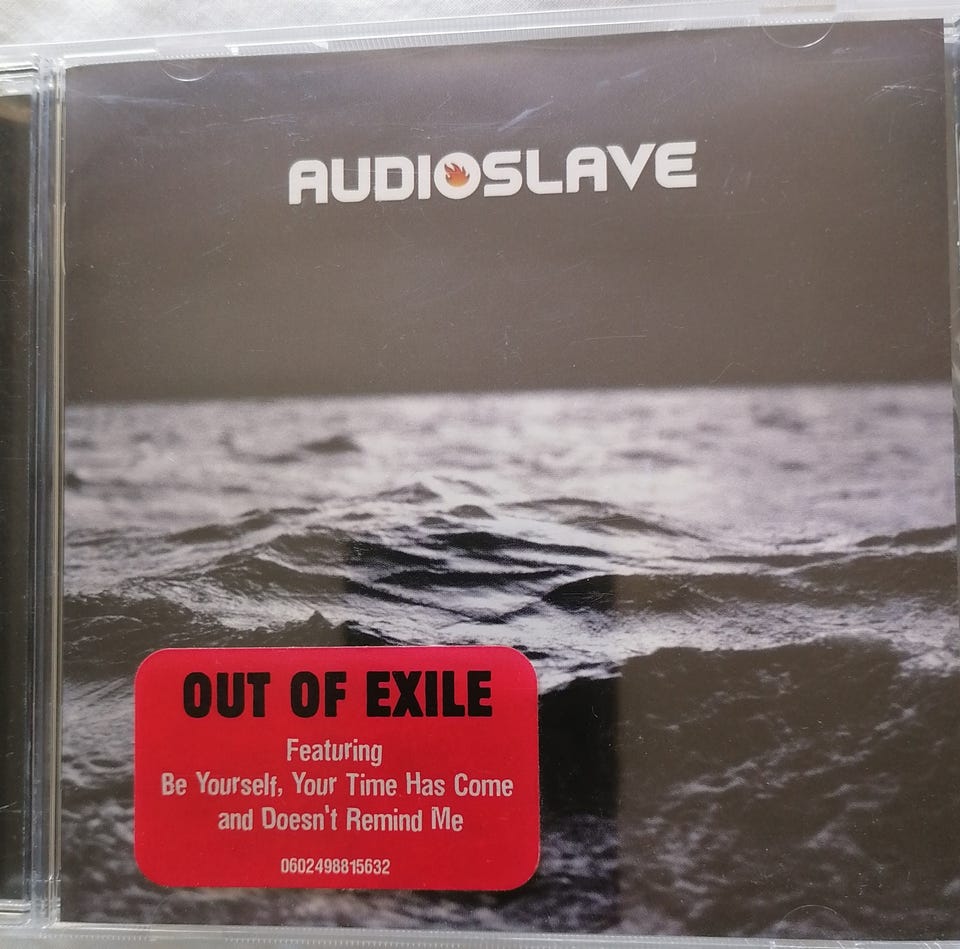 AUDIOSLAVE
OUT OF EXILE
Featuring
Be Yourself, Your Time Has Come
and Doesn't Remind Me
0602498815632